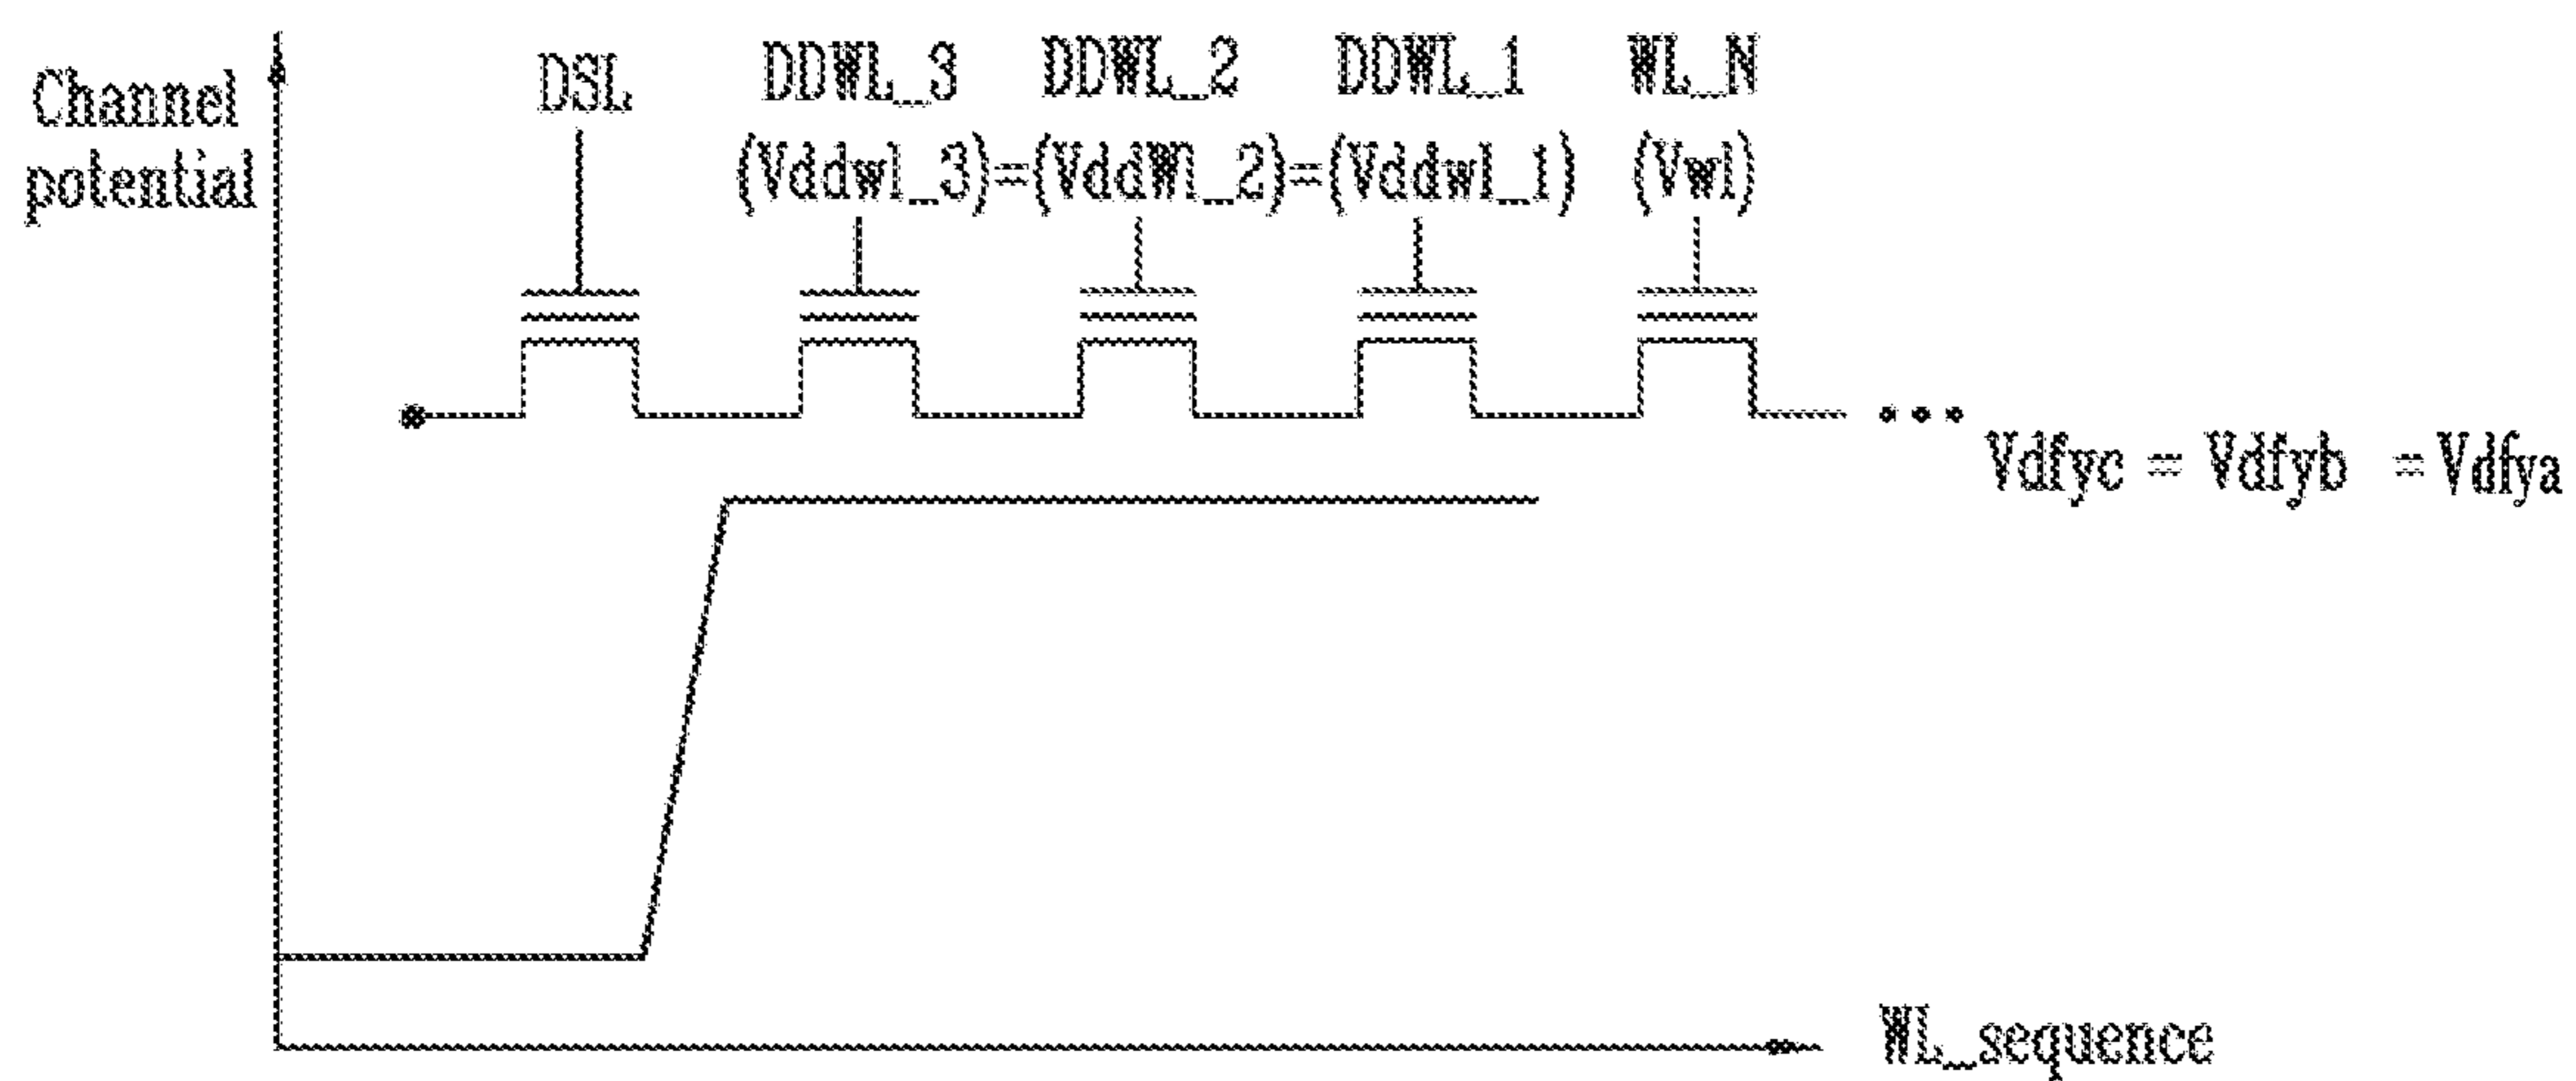 Channel
potential
DSL DDWL_3 DDWL_2 DDWL_1 WL_N
(Vddwl_3)=(VddWl_2)=(Vddwl_1) (Vwl)
Vdfyc = Vdfyb = Vdfya
WL_sequence